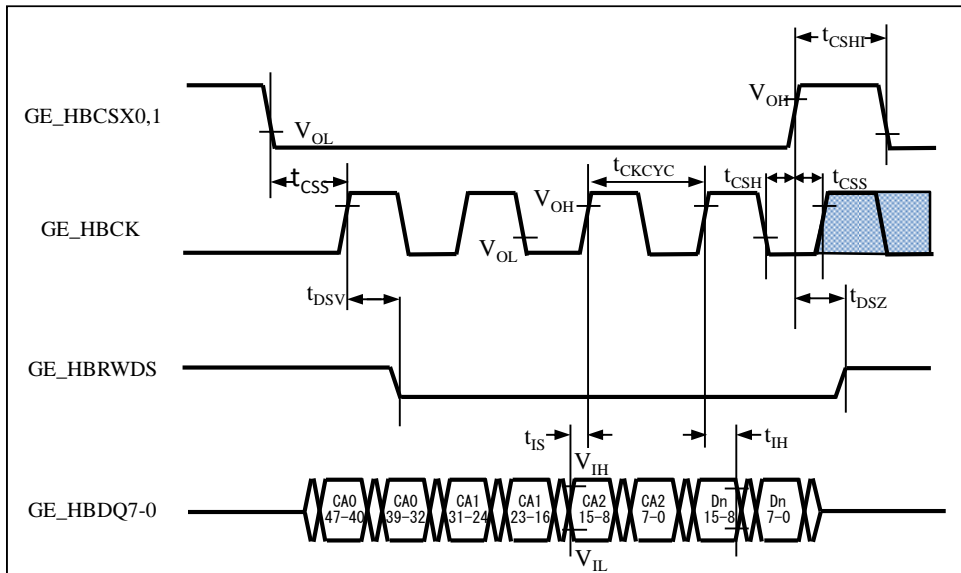 tCSHI
GE_HBCSX0,1
VOH
VOL
tCSS
tCKCYC
tCSH
tCSS
GE_HBCK
VOH
VOL
tDSV
tDSZ
GE_HBRWDS
tIS
VIH
tIH
GE_HBDQ7-0
CA0 CA0 CA1 CA1 CA2 CA2 Dn Dn
47-40 39-32 31-24 23-16 15-8 7-0 15-8 7-0
VIL